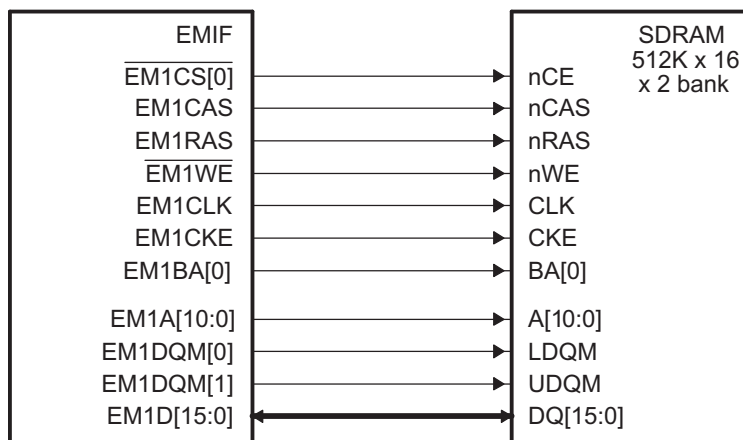 EMIF
EM1CS[0]
EM1CAS
EM1RAS
EM1WE
EM1CLK
EM1CKE
EM1BA[0]
EM1A[10:0]
EM1DQM[0]
EM1DQM[1]
EM1D[15:0]
SDRAM
512K x 16
x 2 bank
nCE
nCAS
nRAS
nWE
CLK
CKE
BA[0]
A[10:0]
LDQM
UDQM
DQ[15:0]